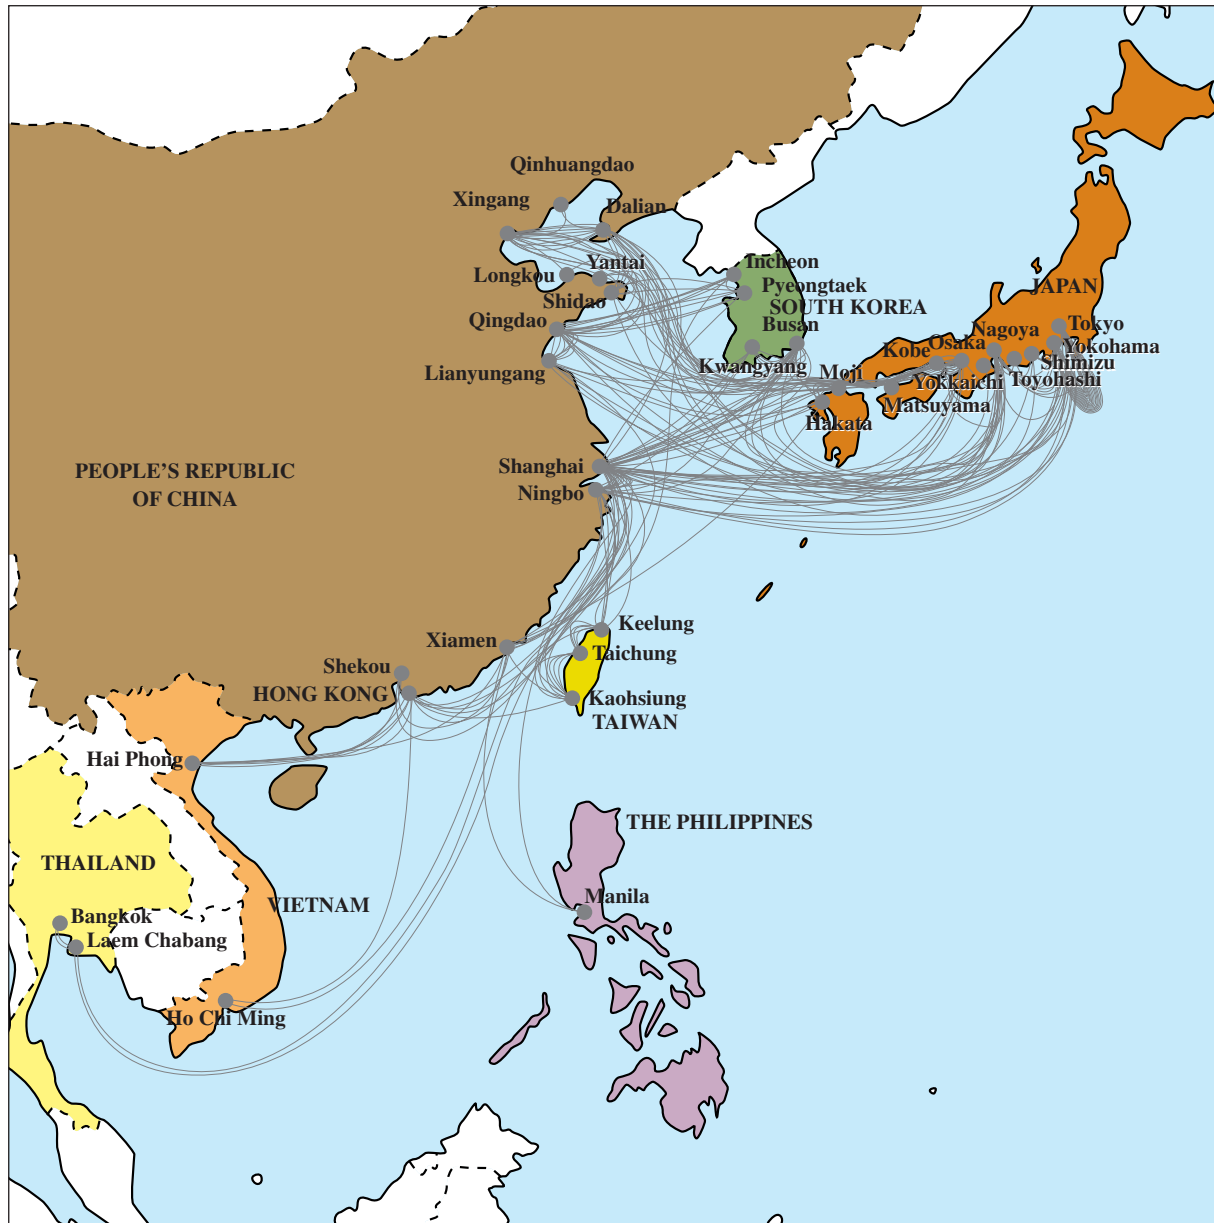 Qinhuangdao
Xingang
Dalian
Incheon
Longkou
Yantai
Pyeongtaek
JAPAN
Shidao
SOUTH KOREA
Qingdao
Busan
Nagoya
Tokyo
Osaka
Yokohama
Kobe
Shimizu
Lianyungang
Kwangyang
Moji
Yokkaichi
Toyohashi
Matsuyama
Hakata
Shanghai
PEOPLE'S REPUBLIC
OF CHINA
Ningbo
Keelung
Xiamen
Taichung
Shekou
HONG KONG
Kaohsiung
TAIWAN
Hai Phong
THE PHILIPPINES
THAILAND
Manila
VIETNAM
Bangkok
Laem Chabang
Ho Chi Ming